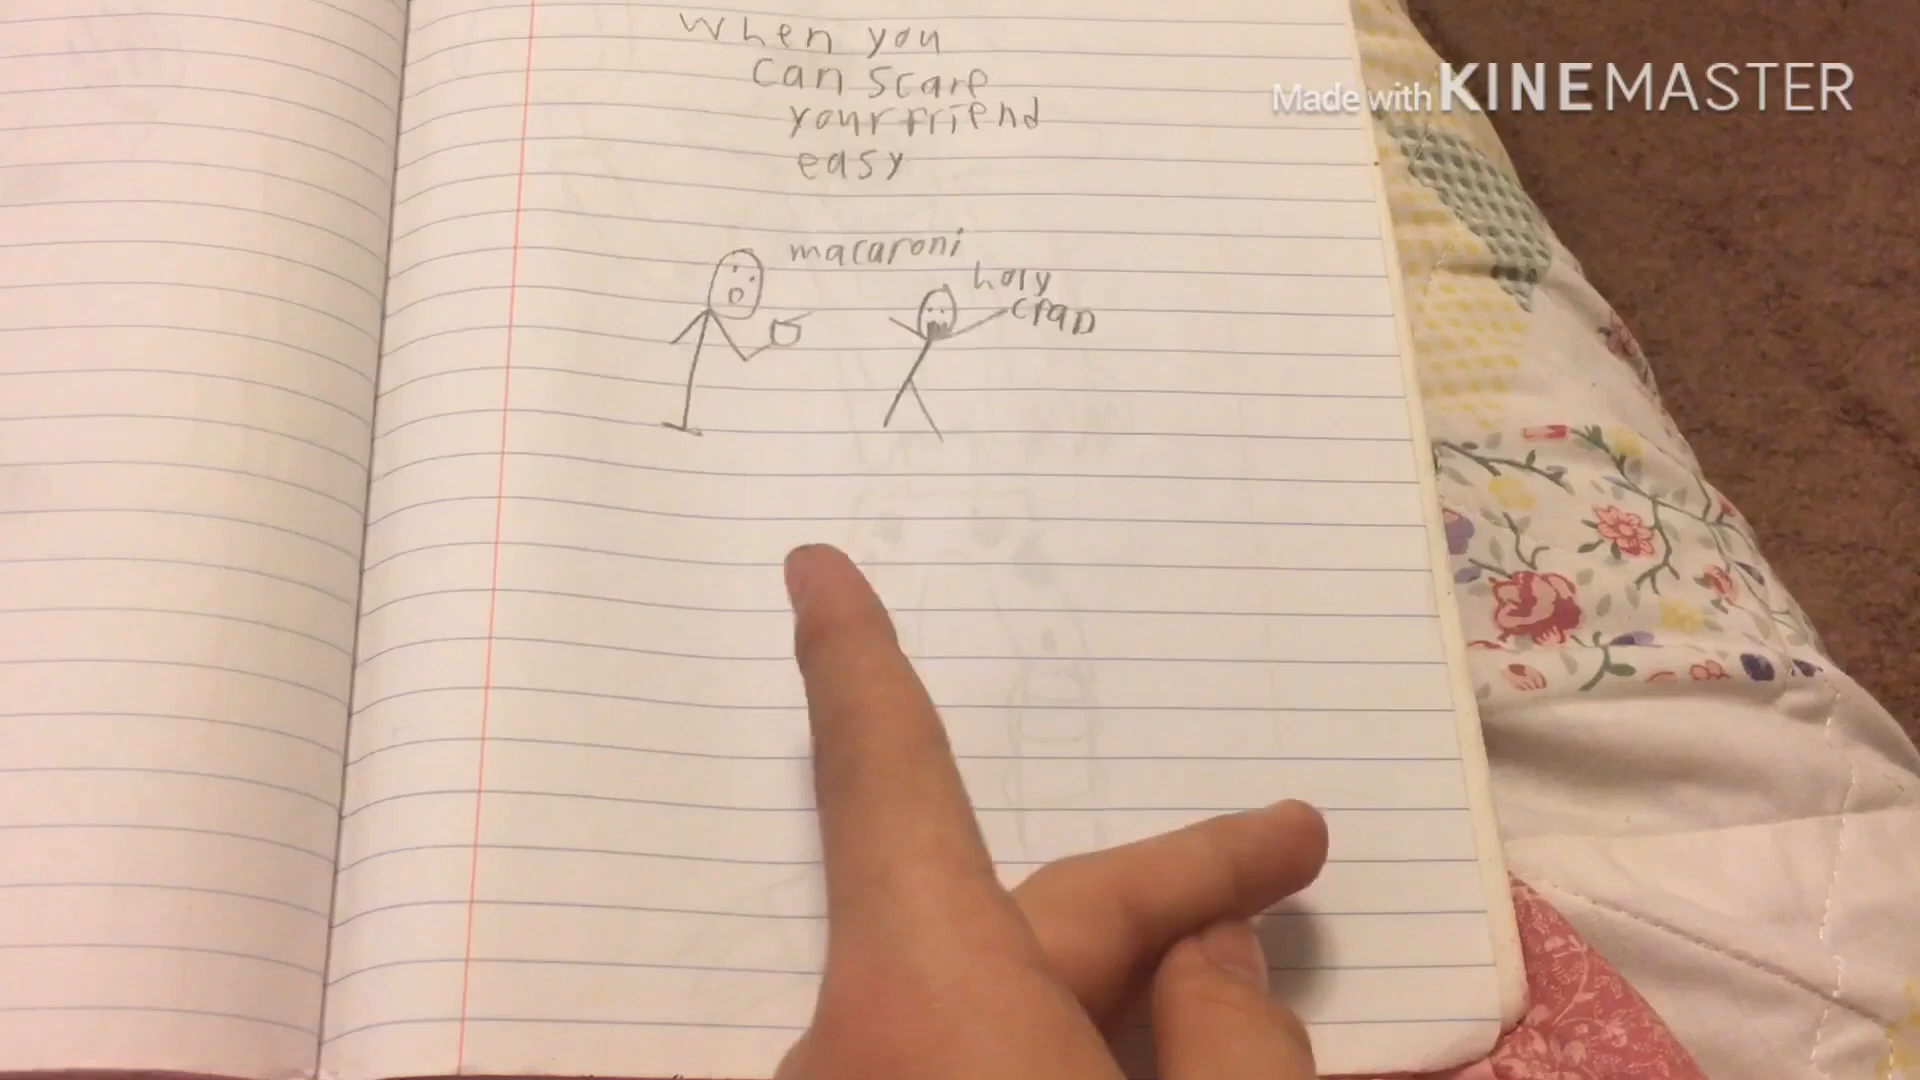 When you
can scare
your friend
easy
macaroni
holy
crap
Made with KINEMASTER